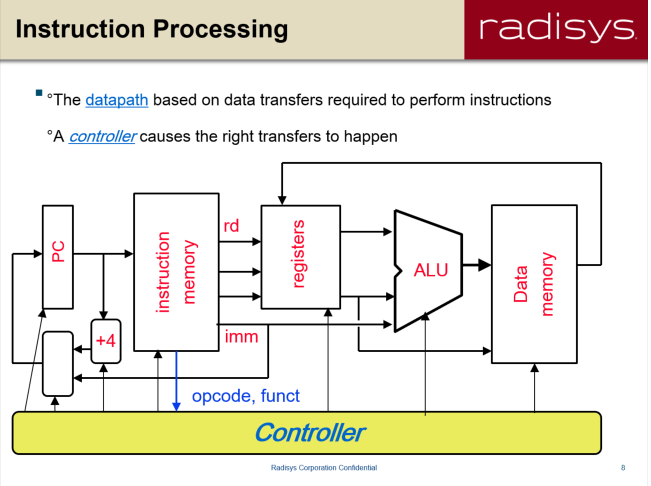 Instruction Processing
radisys.
°The datapath based on data transfers required to perform instructions
°A controller causes the right transfers to happen
PC
instruction
memory
rd
registers
ALU
Data
memory
+4
imm
opcode, funct
Controller
Radisys Corporation Confidential
8